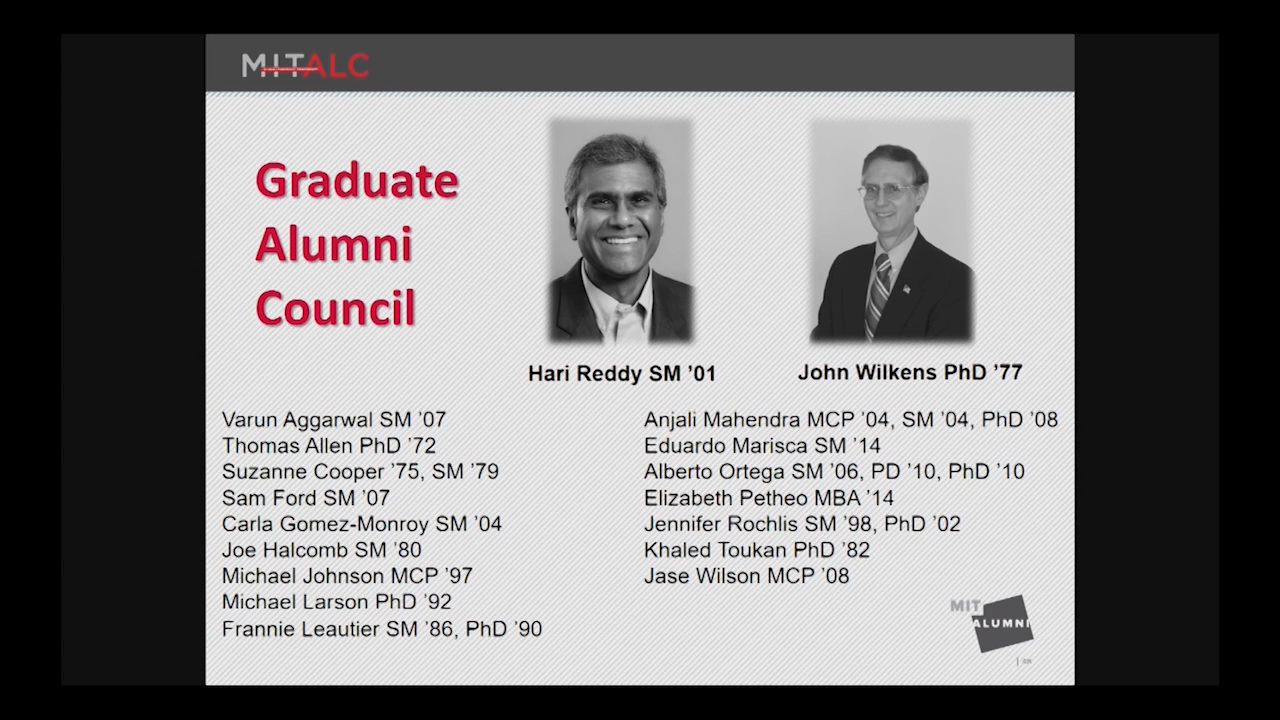 MITALC
Graduate
Alumni
Council
Hari Reddy SM ’01
John Wilkens PhD ’77
Varun Aggarwal SM ’07
Thomas Allen PhD ’72
Suzanne Cooper ’75, SM ’79
Sam Ford SM ’07
Carla Gomez-Monroy SM ’04
Joe Halcomb SM ’80
Michael Johnson MCP ’97
Michael Larson PhD ’92
Frannie Leautier SM ’86, PhD ’90
Anjali Mahendra MCP ’04, SM ’04, PhD ’08
Eduardo Marisca SM ’14
Alberto Ortega SM ’06, PD ’10, PhD ’10
Elizabeth Petheo MBA ’14
Jennifer Rochlis SM ’98, PhD ’02
Khaled Toukan PhD ’82
Jase Wilson MCP ’08
MIT
ALUMNI